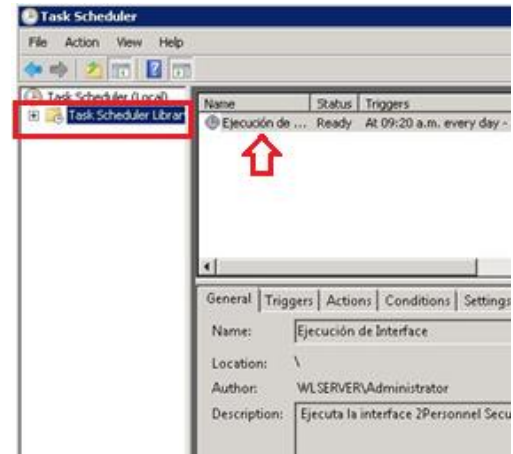 Task Scheduler
File Action View Help
Task Scheduler (Local)
Task Scheduler Librar
Name Status Triggers
Ejecución de ... Ready At 09:20 a.m. every day -
General Triggers Actions Conditions Settings
Name: Ejecución de Interface
Location: \
Author: WLSERVER\Administrator
Description: Ejecuta la interface 2Personnel Secu